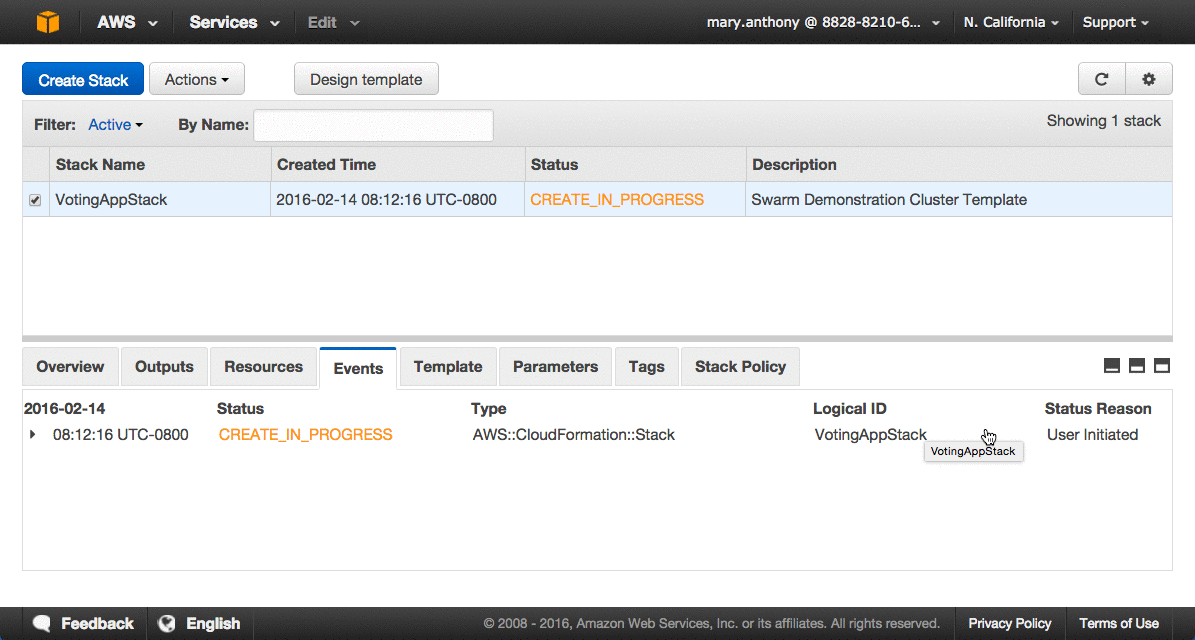 AWS Services Edit mary.anthony @ 8828-8210-6... N. California Support
Create Stack Actions Design template
Filter: Active By Name: Showing 1 stack
Stack Name Created Time Status Description
VotingAppStack 2016-02-14 08:12:16 UTC-0800 CREATE_IN_PROGRESS Swarm Demonstration Cluster Template
Overview Outputs Resources Events Template Parameters Tags Stack Policy
2016-02-14 Status Type Logical ID Status Reason
08:12:16 UTC-0800 CREATE_IN_PROGRESS AWS::CloudFormation::Stack VotingAppStack User Initiated
VotingAppStack
Feedback English © 2008 - 2016, Amazon Web Services, Inc. or its affiliates. All rights reserved. Privacy Policy Terms of Use